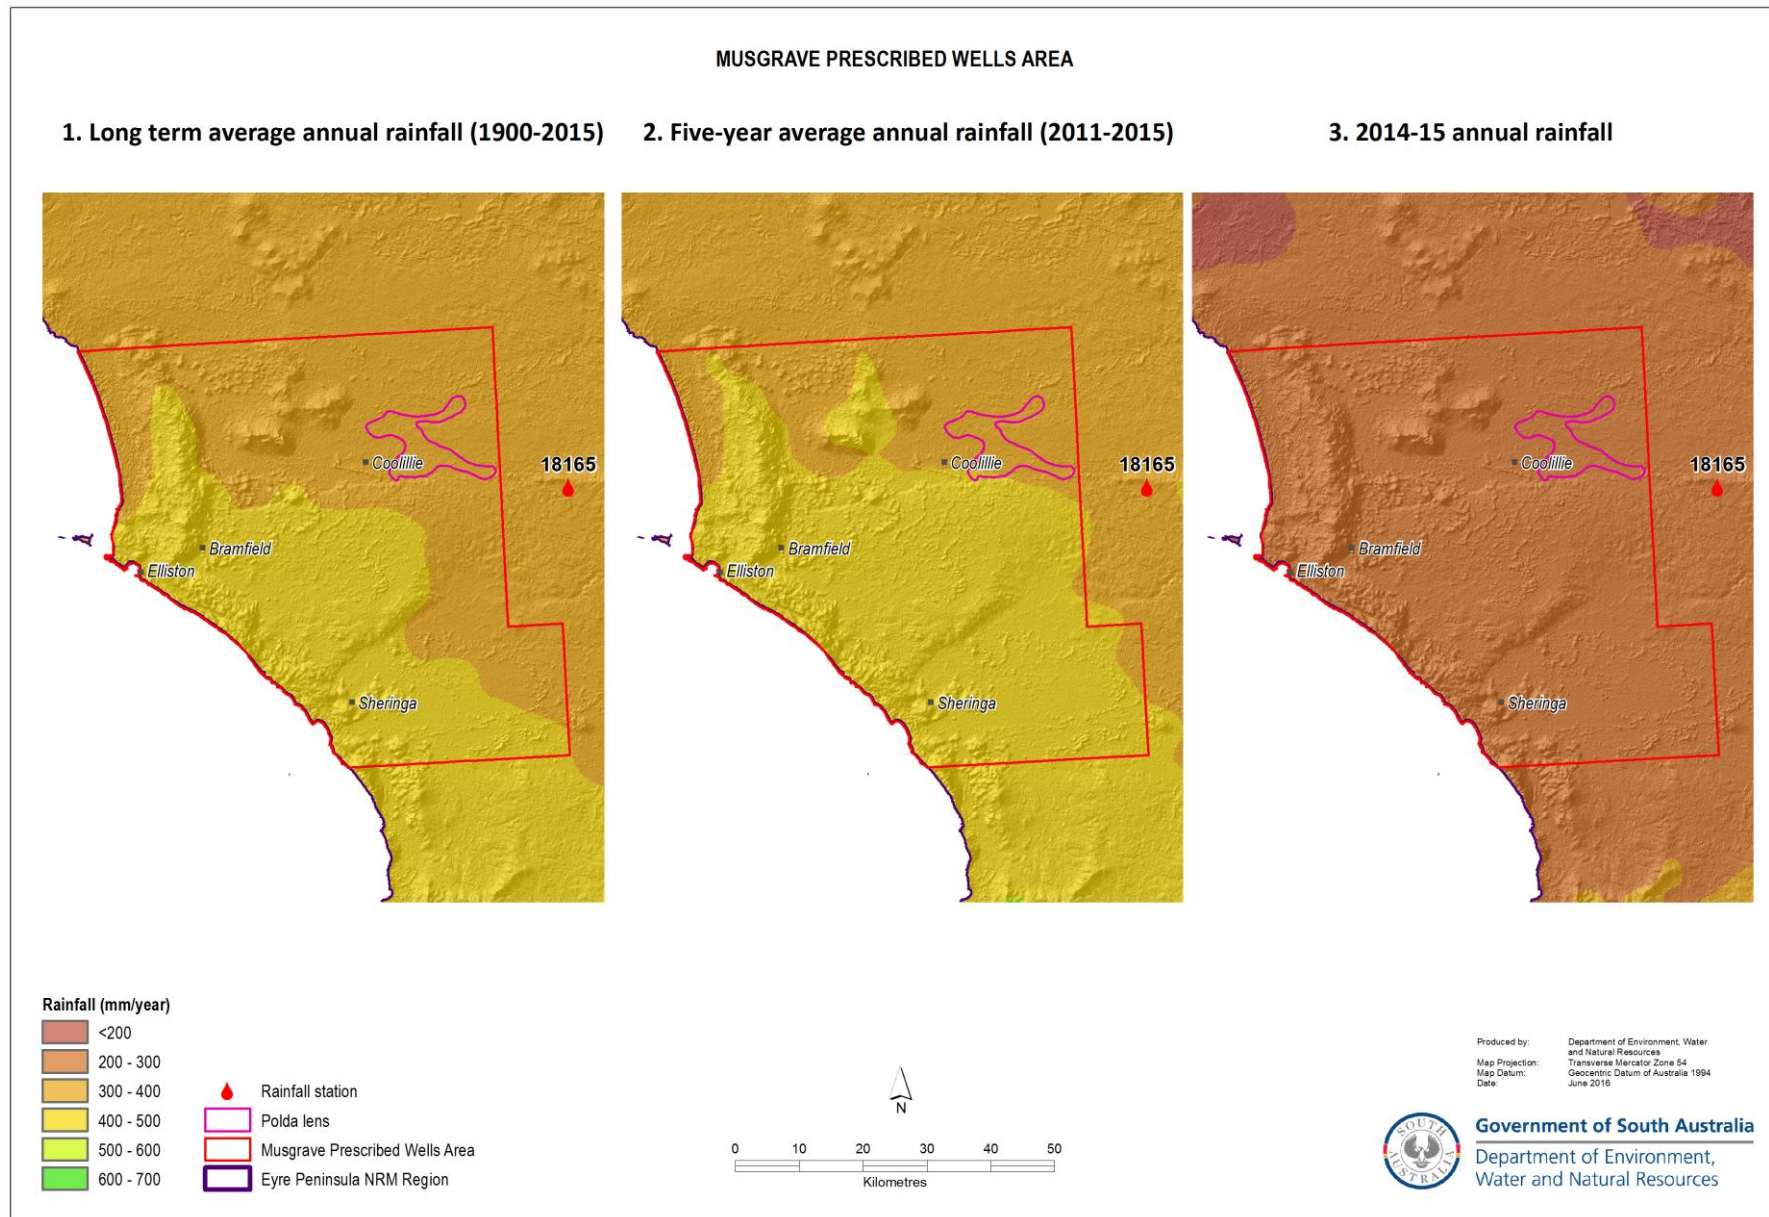 MUSGRAVE PRESCRIBED WELLS AREA
1. Long term average annual rainfall (1900-2015)
2. Five-year average annual rainfall (2011-2015)
3. 2014-15 annual rainfall
Coolillie
18165
Bramfield
Elliston
Sheringa
Coolillie
18165
Bramfield
Elliston
Sheringa
Coolillie
18165
Bramfield
Elliston
Sheringa
Rainfall (mm/year)
<200
200 - 300
300 - 400
400 - 500
500 - 600
600 - 700
Rainfall station
Polda lens
Musgrave Prescribed Wells Area
Eyre Peninsula NRM Region
N
0 10 20 30 40 50
Kilometres
Produced by: Department of Environment, Water
and Natural Resources
Map Projection: Transverse Mercator Zone 54
Map Datum: Geocentric Datum of Australia 1994
Date: June 2016
SOUTH AUSTRALIA
Government of South Australia
Department of Environment,
Water and Natural Resources